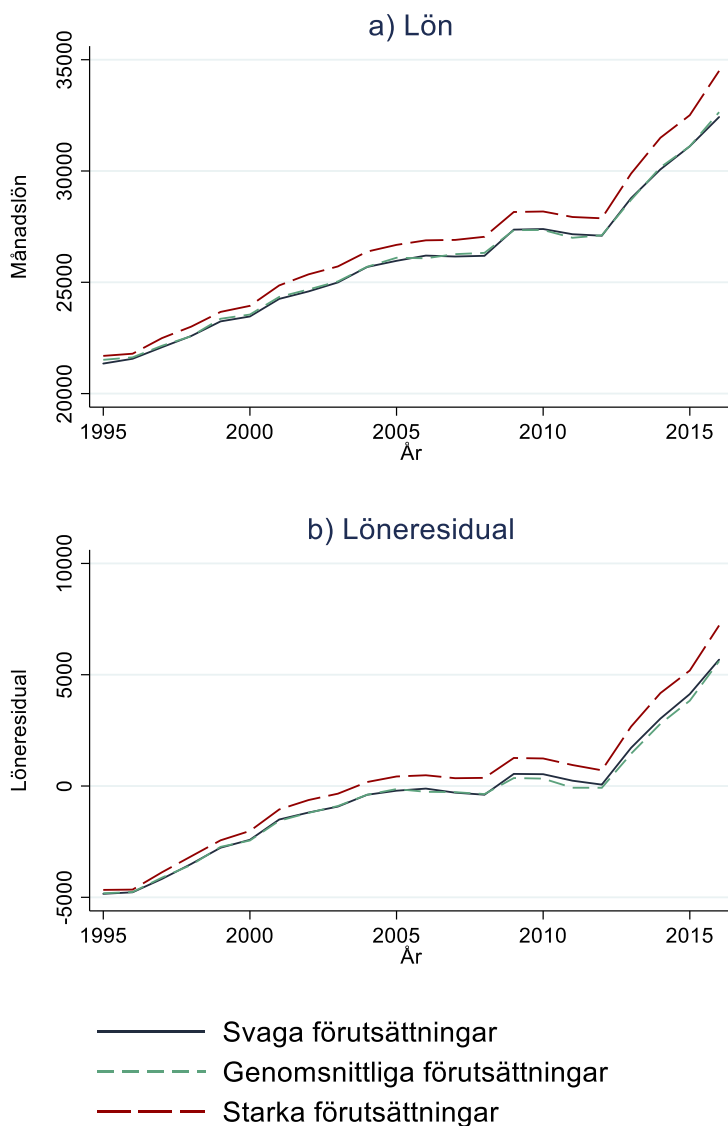 a) Lön
35000
30000
25000
20000
Månadslön
1995 2000 2005 2010 2015
År
b) Löneresidual
10000
5000
0
-5000
Löneresidual
1995 2000 2005 2010 2015
År
Svaga förutsättningar
Genomsnittliga förutsättningar
Starka förutsättningar